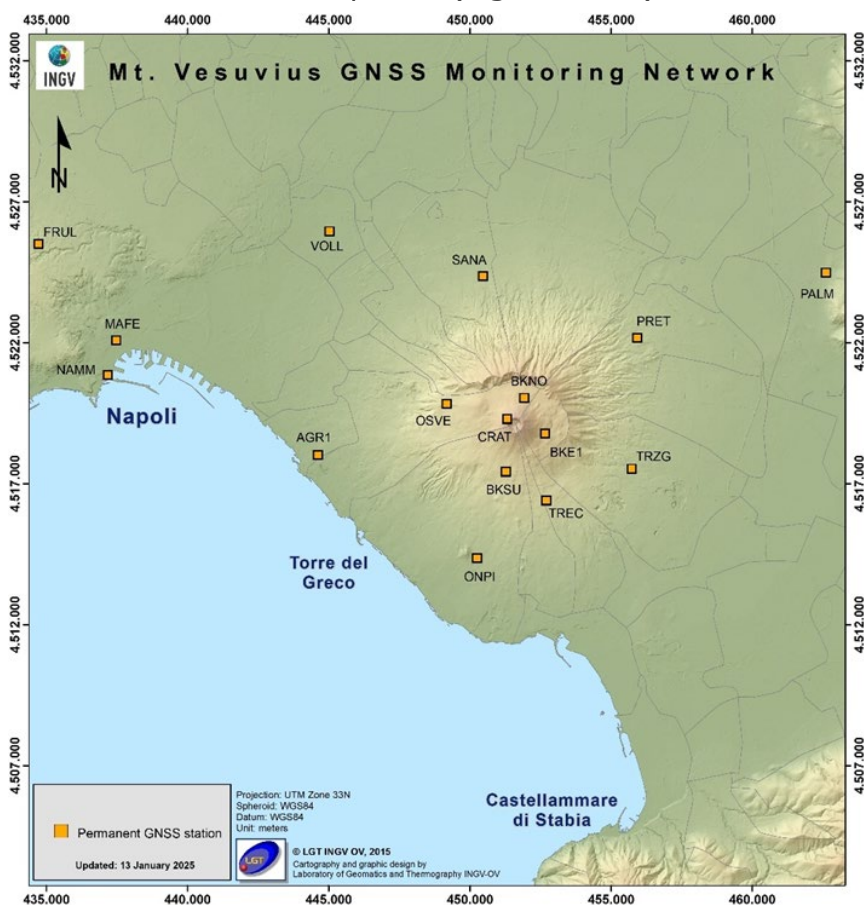 435.000 440.000 445.000 450.000 455.000 460.000
4.532.000 4.532.000
INGV
Mt. Vesuvius GNSS Monitoring Network
N
4.527.000 4.527.000
FRUL
VOLL
SANA
PALM
MAFE
PRET
4.522.000 4.522.000
NAMM
BKNO
Napoli
OSVE
CRAT
AGR1
BKE1
TRZG
4.517.000 4.517.000
BKSU
TREC
Torre del
Greco
ONPI
4.512.000 4.512.000
4.507.000 4.507.000
Castellammare
di Stabia
Permanent GNSS station
Updated: 13 January 2025
Projection: UTM Zone 33N
Spheroid: WGS84
Datum: WGS84
Unit: meters
LGT
© LGT INGV OV, 2015
Cartography and graphic design by
Laboratory of Geomatics and Thermography INGV-OV
435.000 440.000 445.000 450.000 455.000 460.000